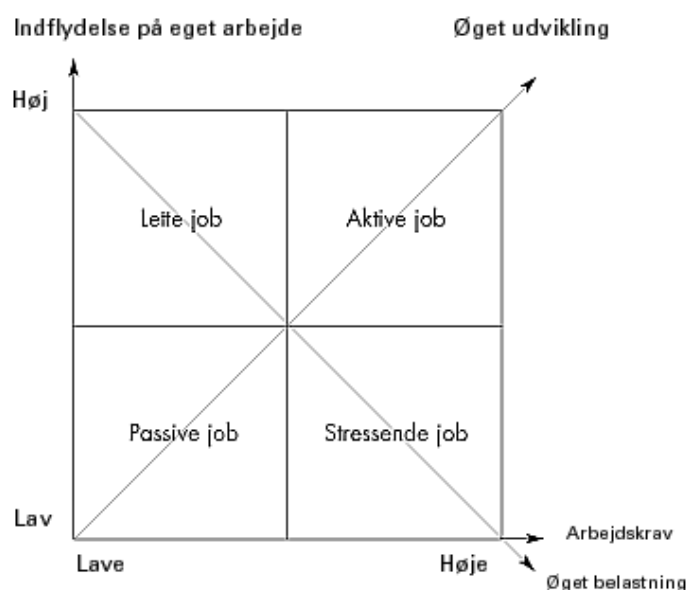 Indflydelse på eget arbejde
Øget udvikling
Høj
Lette job
Aktive job
Passive job
Stressende job
Lav
Arbejdskrav
Lave
Høje
Øget belastning